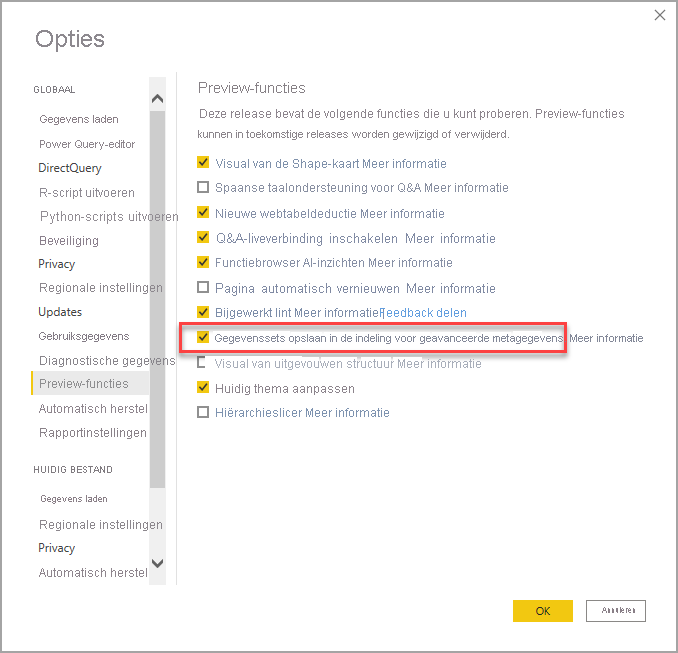 Opties
GLOBAAL
Gegevens laden
Power Query-editor
DirectQuery
R-script uitvoeren
Python-scripts uitvoeren
Beveiliging
Privacy
Regionale instellingen
Updates
Gebruiksgegevens
Diagnostische gegevens
Preview-functies
Automatisch herstel
Rapportinstellingen
HUIDIG BESTAND
Gegevens laden
Regionale instellingen
Privacy
Automatisch herstel
Preview-functies
Deze release bevat de volgende functies die u kunt proberen. Preview-functies
kunnen in toekomstige releases worden gewijzigd of verwijderd.
Visual van de Shape-kaart Meer informatie
Spaanse taalondersteuning voor Q&A Meer informatie
Nieuwe webtabeldeductie Meer informatie
Q&A-liveverbinding inschakelen Meer informatie
Functiebrowser AI-inzichten Meer informatie
Pagina automatisch vernieuwen Meer informatie
Bijgewerkt lint Meer informatie Feedback delen
Gegevenssets opslaan in de indeling voor geavanceerde metagegevens Meer informatie
Visual van uitgevouwen structuur Meer informatie
Huidig thema aanpassen
Hiërarchieslicer Meer informatie
OK
Annuleren